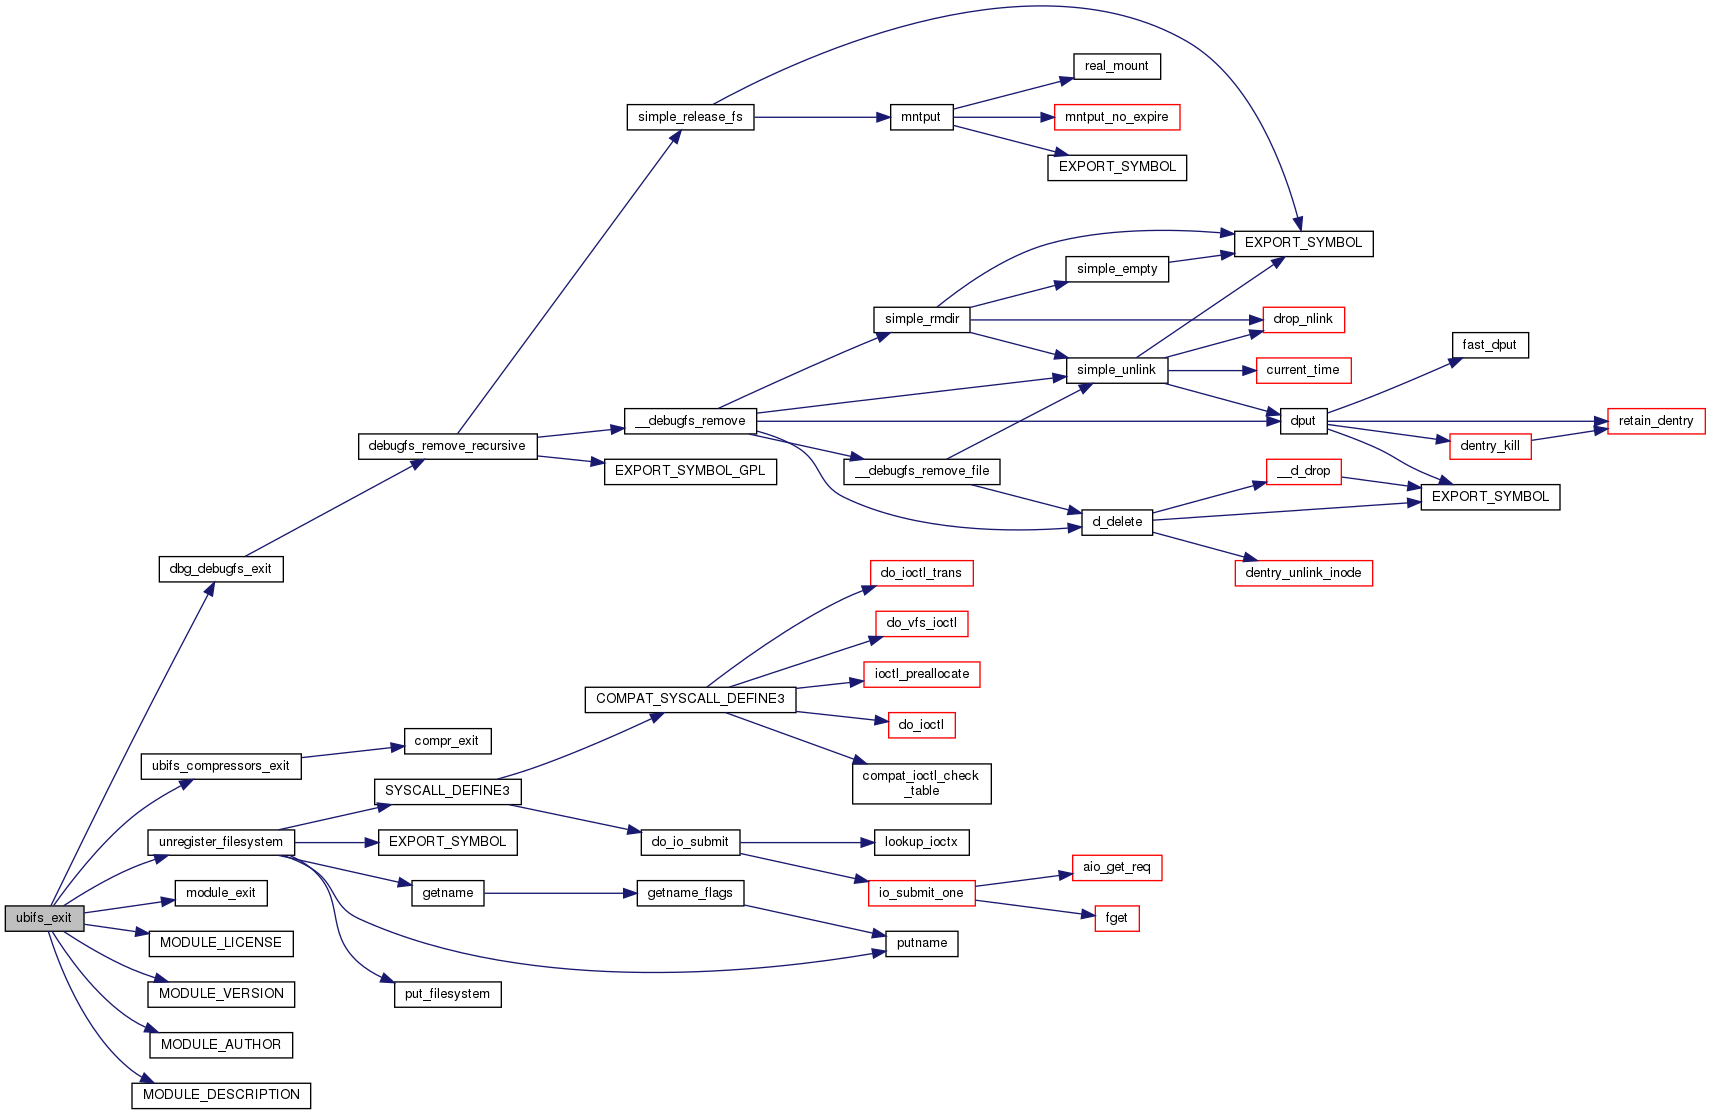 real_mount
simple_release_fs
mntput
mntput_no_expire
EXPORT_SYMBOL
EXPORT_SYMBOL
simple_empty
simple_rmdir
drop_nlink
fast_dput
simple_unlink
current_time
__debugfs_remove
dput
retain_dentry
debugfs_remove_recursive
dentry_kill
EXPORT_SYMBOL_GPL
__debugfs_remove_file
__d_drop
EXPORT_SYMBOL
d_delete
dbg_debugfs_exit
do_ioctl_trans
dentry_unlink_inode
do_vfs_ioctl
ioctl_preallocate
COMPAT_SYSCALL_DEFINE3
do_ioctl
compr_exit
ubifs_compressors_exit
compat_ioctl_check
_table
SYSCALL_DEFINE3
unregister_filesystem
EXPORT_SYMBOL
do_io_submit
lookup_ioctx
aio_get_req
module_exit
getname
getname_flags
io_submit_one
ubifs_exit
fget
MODULE_LICENSE
putname
MODULE_VERSION
put_filesystem
MODULE_AUTHOR
MODULE_DESCRIPTION